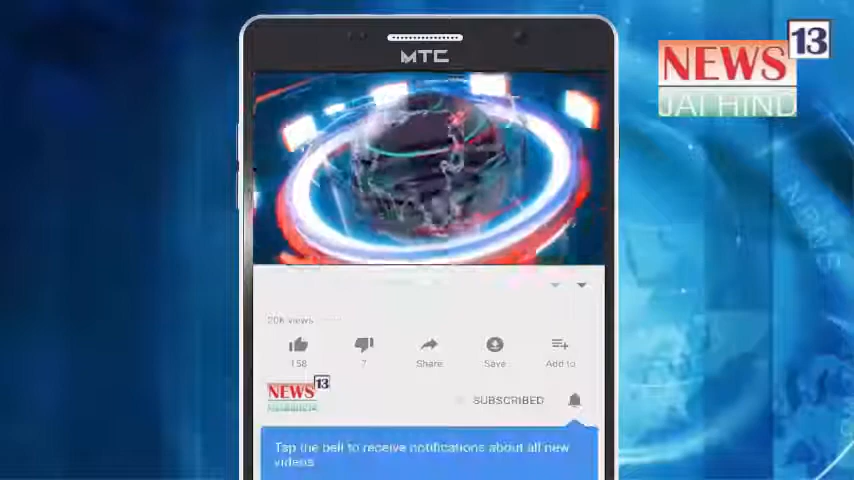 MTC
NEWS 13
JAI HIND
NEWS
20K views
158
7
Share
Save
Add to
NEWS 13
SUBSCRIBED
Tap the bell to receive notifications about all new
videos